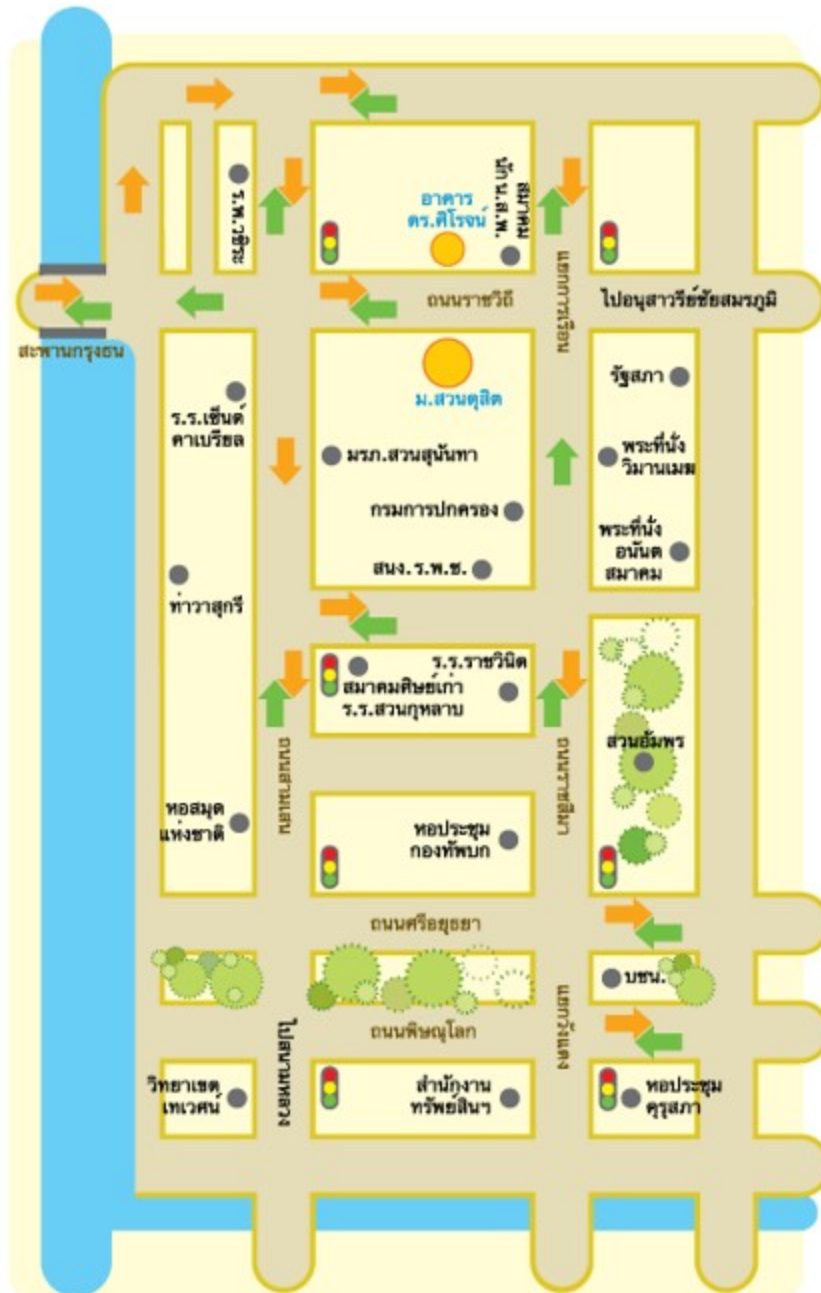 ร.พ.วชิระ
อาคาร
ดร.ศิโรจน์
สมาคม
นัก น.ส.พ.
แยกการเรือน
ถนนราชวิถี
ไปอนุสาวรีย์ชัยสมรภูมิ
สะพานกรุงธน
ม.สวนดุสิต
รัฐสภา
ร.ร.เซ็นต์
คาเบรียล
มรภ.สวนสุนันทา
พระที่นั่ง
วิมานเมฆ
กรมการปกครอง
พระที่นั่ง
อนันต
สมาคม
สนง.ร.พ.ช.
ท่าวาสุกรี
ร.ร.ราชวินิต
สมาคมศิษย์เก่า
ร.ร.สวนกุหลาบ
สวนอัมพร
ถนนสามเสน
ถนนราชสีมา
หอสมุด
แห่งชาติ
หอประชุม
กองทัพบก
ถนนศรีอยุธยา
บชน.
แยกวังแดง
ถนนพิษณุโลก
ไปสนามหลวง
วิทยาเขต
เทเวศน์
สำนักงาน
ทรัพย์สินฯ
หอประชุม
คุรุสภา